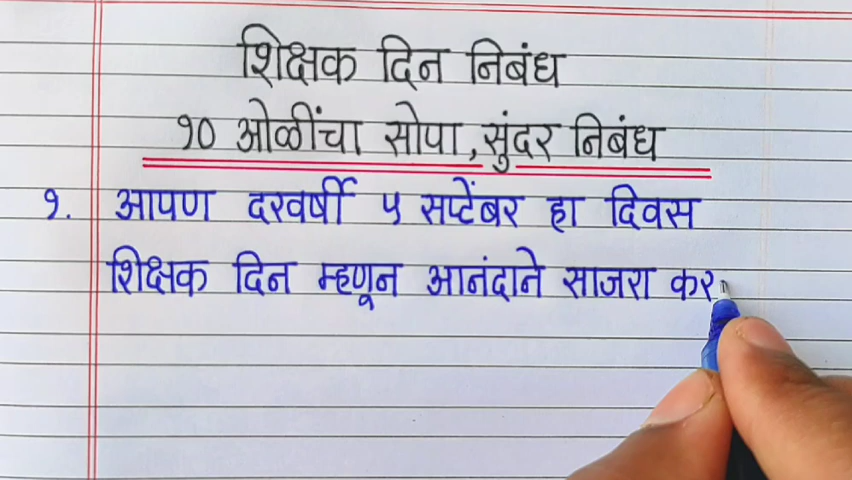 शिक्षक दिन निबंध
१० ओळींचा सोपा,सुंदर निबंध
१. आपण दरवर्षी ५ सप्टेंबर हा दिवस
शिक्षक दिन म्हणून आनंदाने साजरा कर